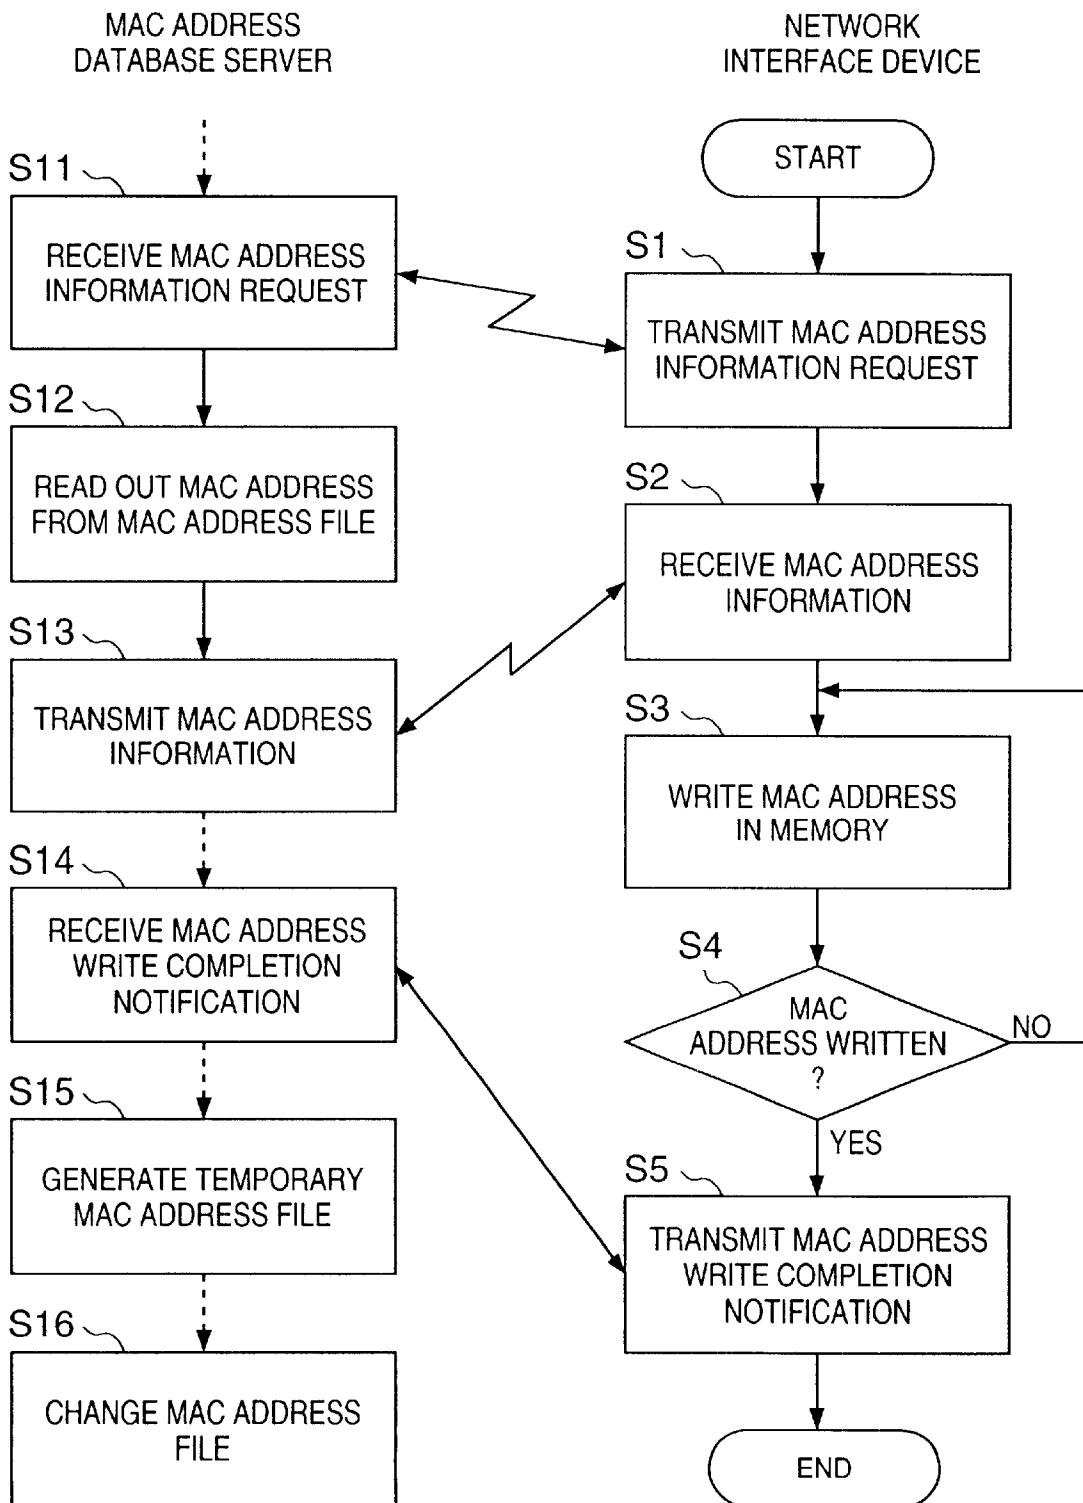 MAC ADDRESS
DATABASE SERVER
S11
RECEIVE MAC ADDRESS
INFORMATION REQUEST
S12
READ OUT MAC ADDRESS
FROM MAC ADDRESS FILE
S13
TRANSMIT MAC ADDRESS
INFORMATION
S14
RECEIVE MAC ADDRESS
WRITE COMPLETION
NOTIFICATION
S15
GENERATE TEMPORARY
MAC ADDRESS FILE
S16
CHANGE MAC ADDRESS
FILE
NETWORK
INTERFACE DEVICE
START
S1
TRANSMIT MAC ADDRESS
INFORMATION REQUEST
S2
RECEIVE MAC ADDRESS
INFORMATION
S3
WRITE MAC ADDRESS
IN MEMORY
S4
MAC
ADDRESS WRITTEN
?
NO
YES
S5
TRANSMIT MAC ADDRESS
WRITE COMPLETION
NOTIFICATION
END